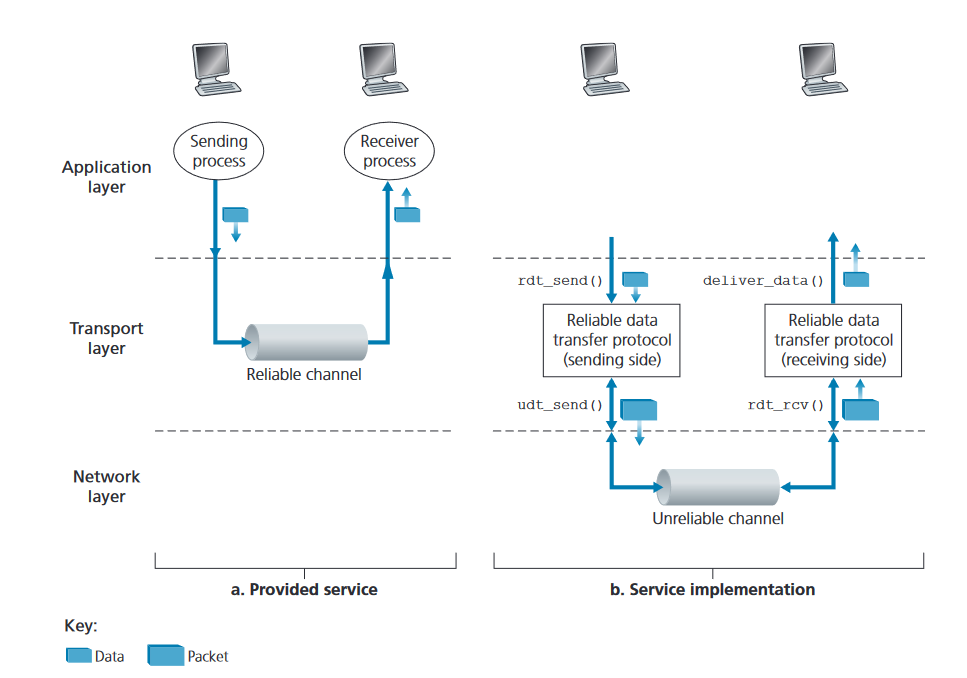 Sending
process
Receiver
process
Application
layer
rdt_send()
deliver_data()
Transport
layer
Reliable channel
Reliable data
transfer protocol
(sending side)
Reliable data
transfer protocol
(receiving side)
udt_send()
rdt_rcv()
Network
layer
Unreliable channel
a. Provided service
b. Service implementation
Key:
Data
Packet